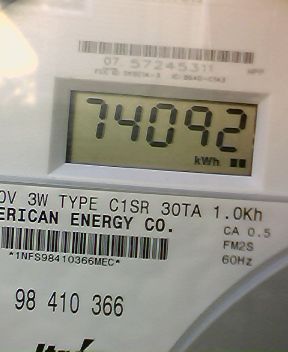 07 57245311
74092
kWh
0V 3W TYPE C1SR 30TA 1.0Kh
ERICAN ENERGY CO.
CA 0.5
FM2S
*1NFS98410366MEC*
60Hz
98 410 366